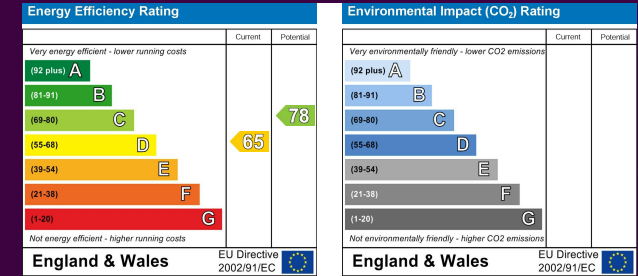 Energy Efficiency Rating
Current Potential
Very energy efficient - lower running costs
(92 plus) A
(81-91) B
(69-80) C
78
(55-68) D
65
(39-54) E
(21-38) F
(1-20) G
Not energy efficient - higher running costs
England & Wales
EU Directive
2002/91/EC
Environmental Impact (CO₂) Rating
Current Potential
Very environmentally friendly - lower CO2 emissions
(92 plus) A
(81-91) B
(69-80) C
(55-68) D
(39-54) E
(21-38) F
(1-20) G
Not environmentally friendly - higher CO2 emissions
England & Wales
EU Directive
2002/91/EC